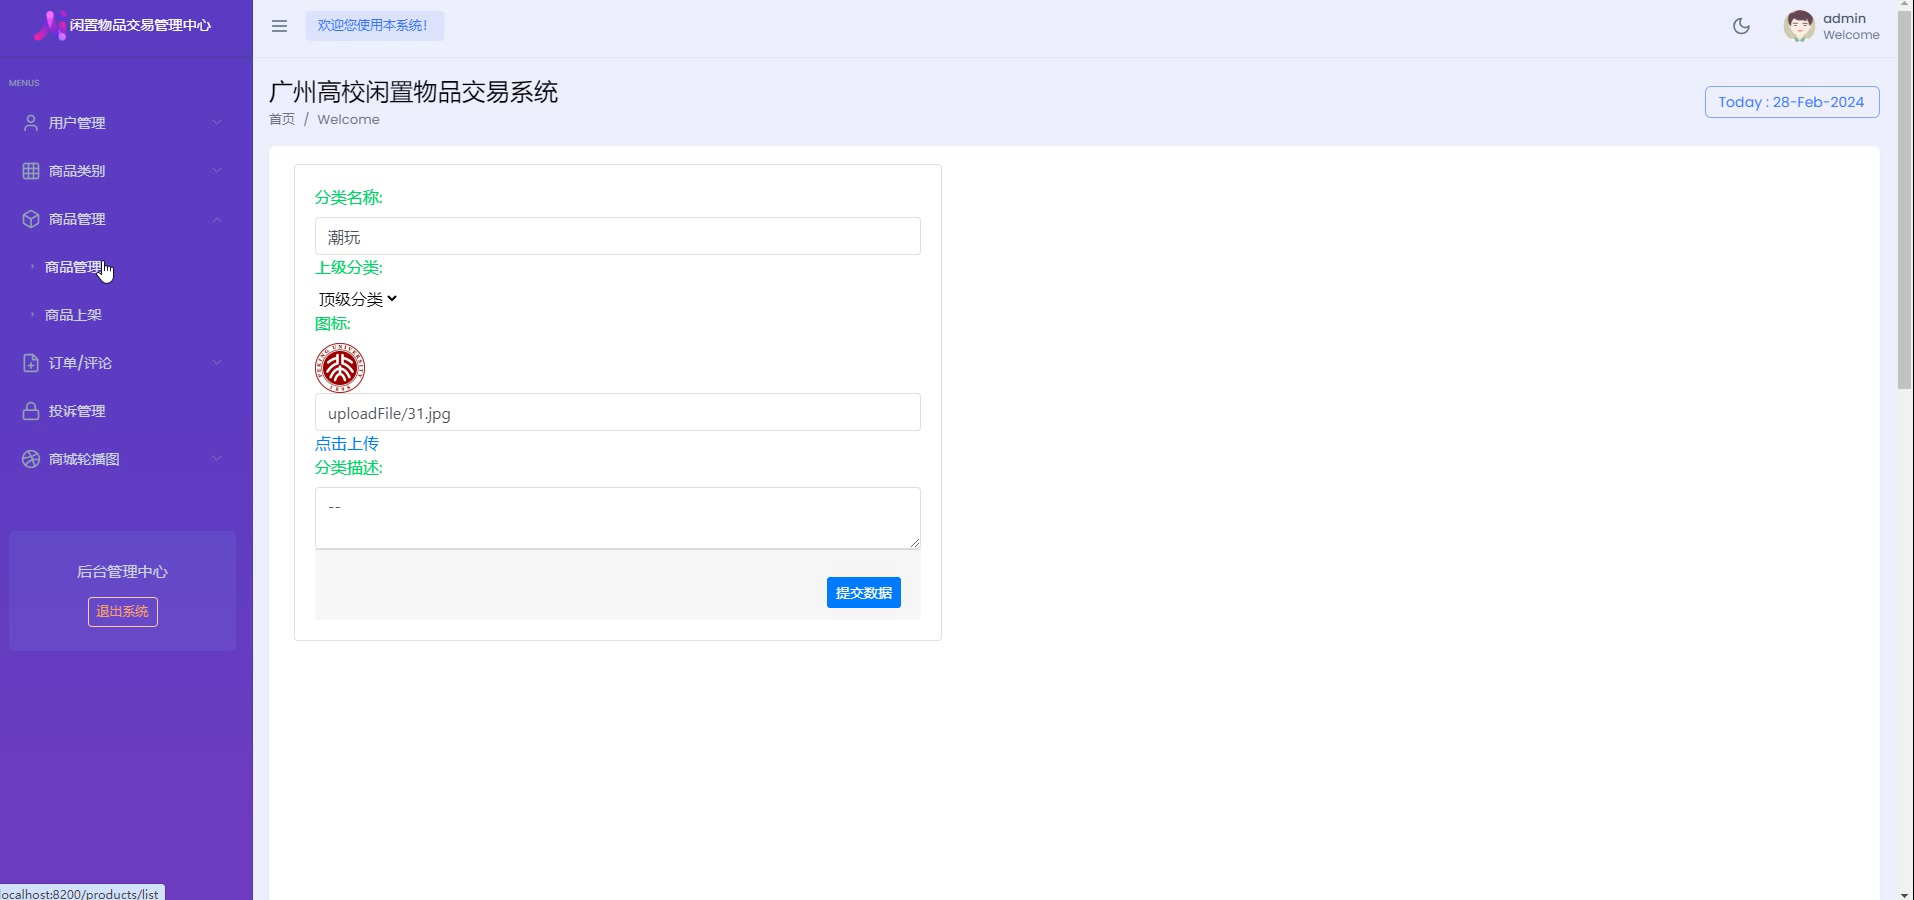 闲置物品交易管理中心
欢迎您使用本系统!
admin
Welcome
MENUS
用户管理
商品类别
商品管理
商品管理
商品上架
订单/评论
投诉管理
商城轮播图
后台管理中心
退出系统
广州高校闲置物品交易系统
首页 / Welcome
Today : 28-Feb-2024
分类名称:
潮玩
上级分类:
顶级分类
图标:
uploadFile/31.jpg
点击上传
分类描述:
--
提交数据
localhost:8200/products/list